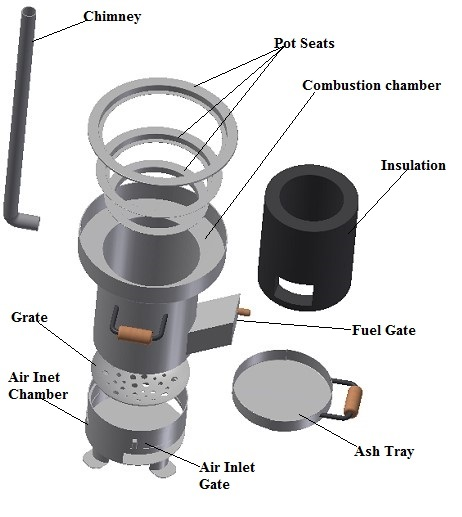 Chimney
Pot Seats
Combustion chamber
Insulation
Grate
Fuel Gate
Air Inet
Chamber
Ash Tray
Air Inlet
Gate